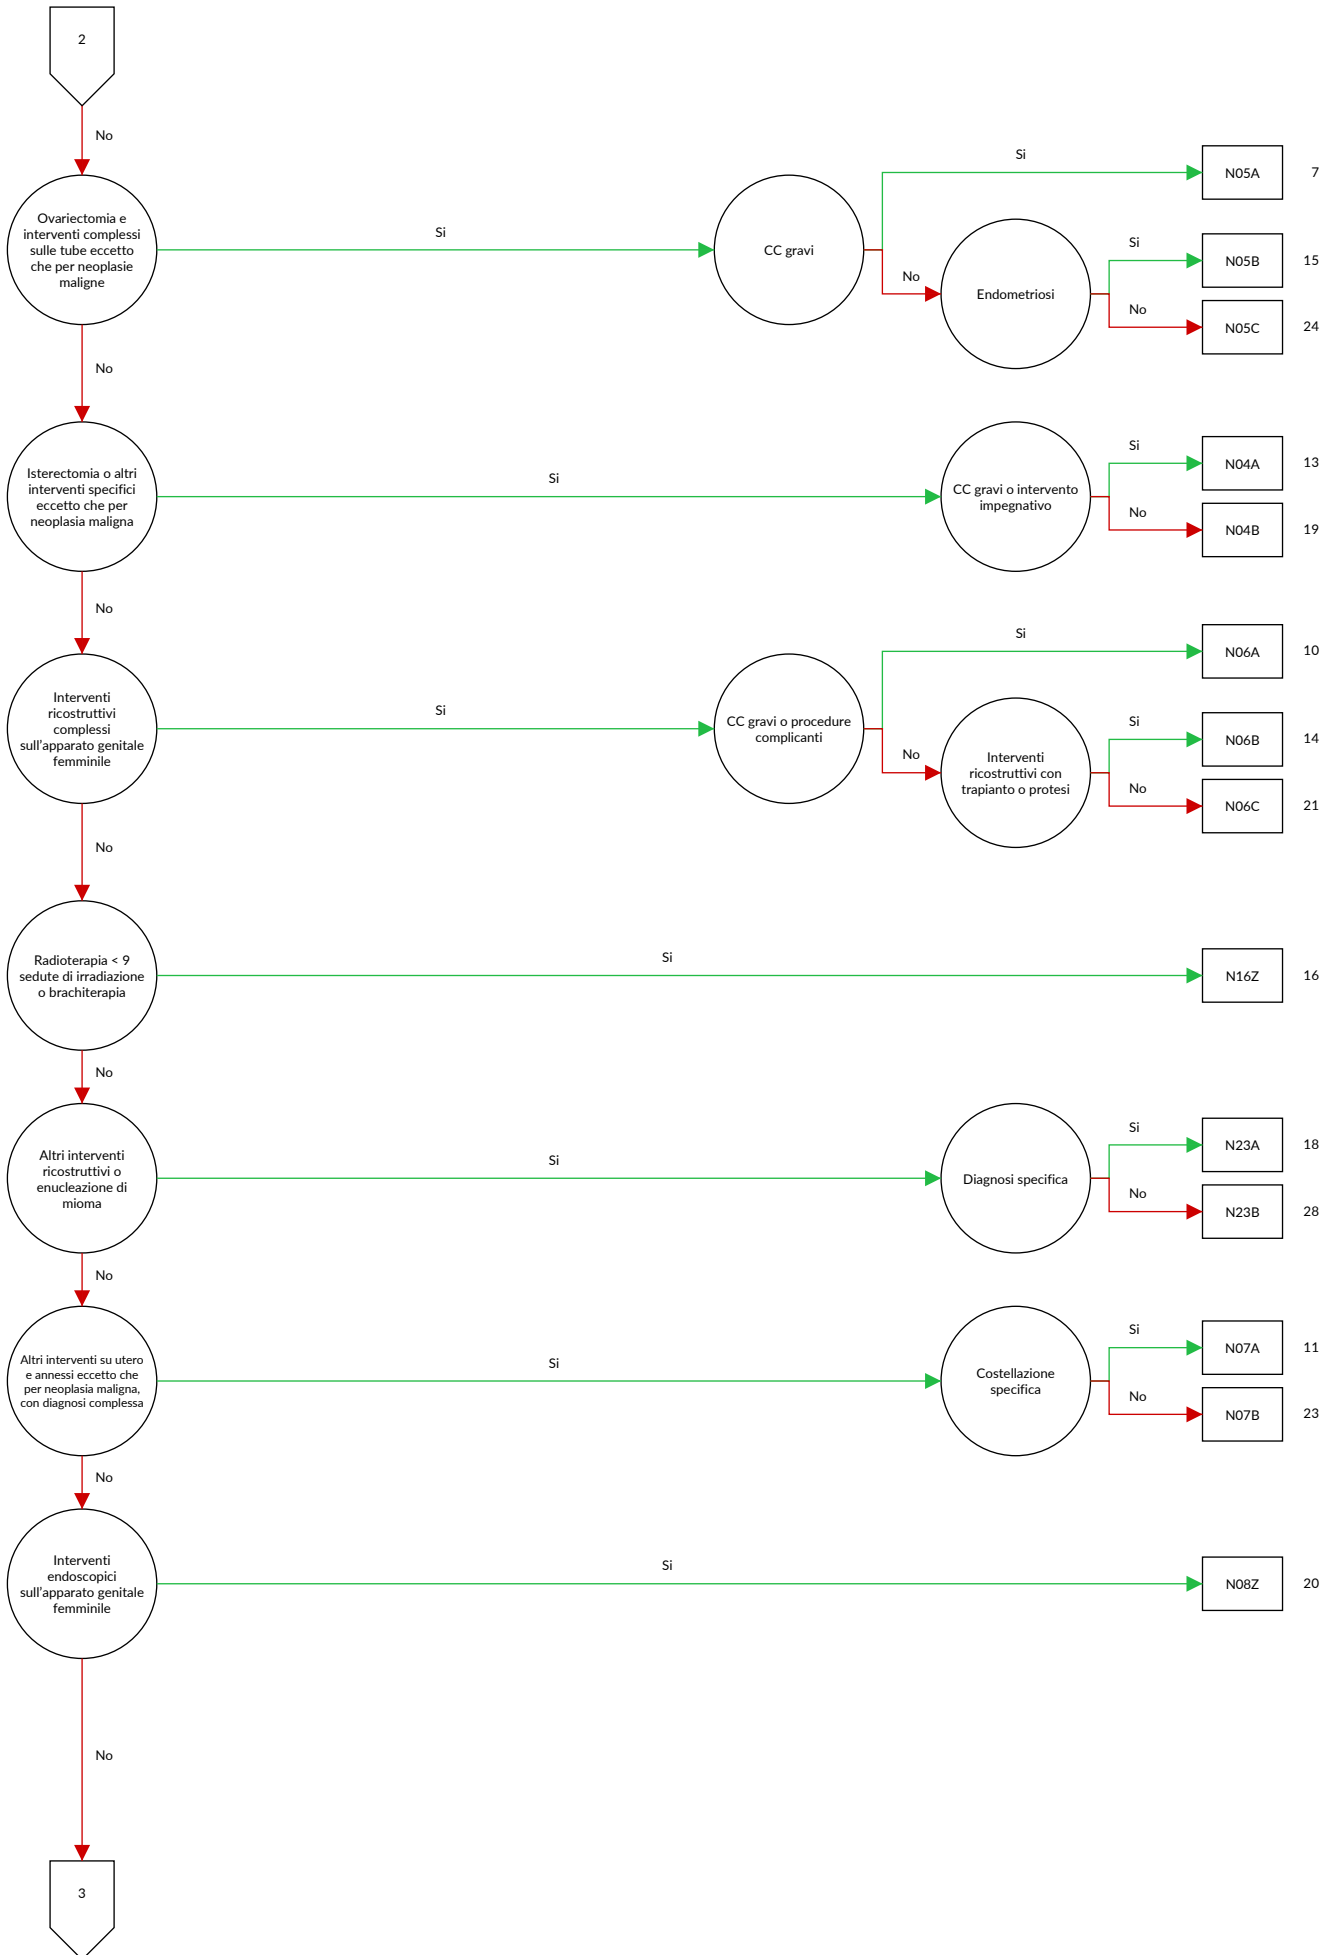 2
No
Ovariectomia e
interventi complessi
sulle tube eccetto
che per neoplasie
maligne
Si
CC gravi
Si
N05A
7
No
Endometriosi
Si
N05B
15
No
N05C
24
No
Isterectomia o altri
interventi specifici
eccetto che per
neoplasia maligna
Si
CC gravi o intervento
impegnativo
Si
N04A
13
No
N04B
19
No
Interventi
ricostruttivi
complessi
sull'apparato genitale
femminile
Si
CC gravi o procedure
complicanti
Si
N06A
10
No
Interventi
ricostruttivi con
trapianto o protesi
Si
N06B
14
No
N06C
21
No
Radioterapia < 9
sedute di irradiazione
o brachiterapia
Si
N16Z
16
No
Altri interventi
ricostruttivi o
enucleazione di
mioma
Si
Diagnosi specifica
Si
N23A
18
No
N23B
28
No
Altri interventi su utero
e annessi eccetto che
per neoplasia maligna,
con diagnosi complessa
Si
Costellazione
specifica
Si
N07A
11
No
N07B
23
No
Interventi
endoscopici
sull'apparato genitale
femminile
Si
N08Z
20
No
3